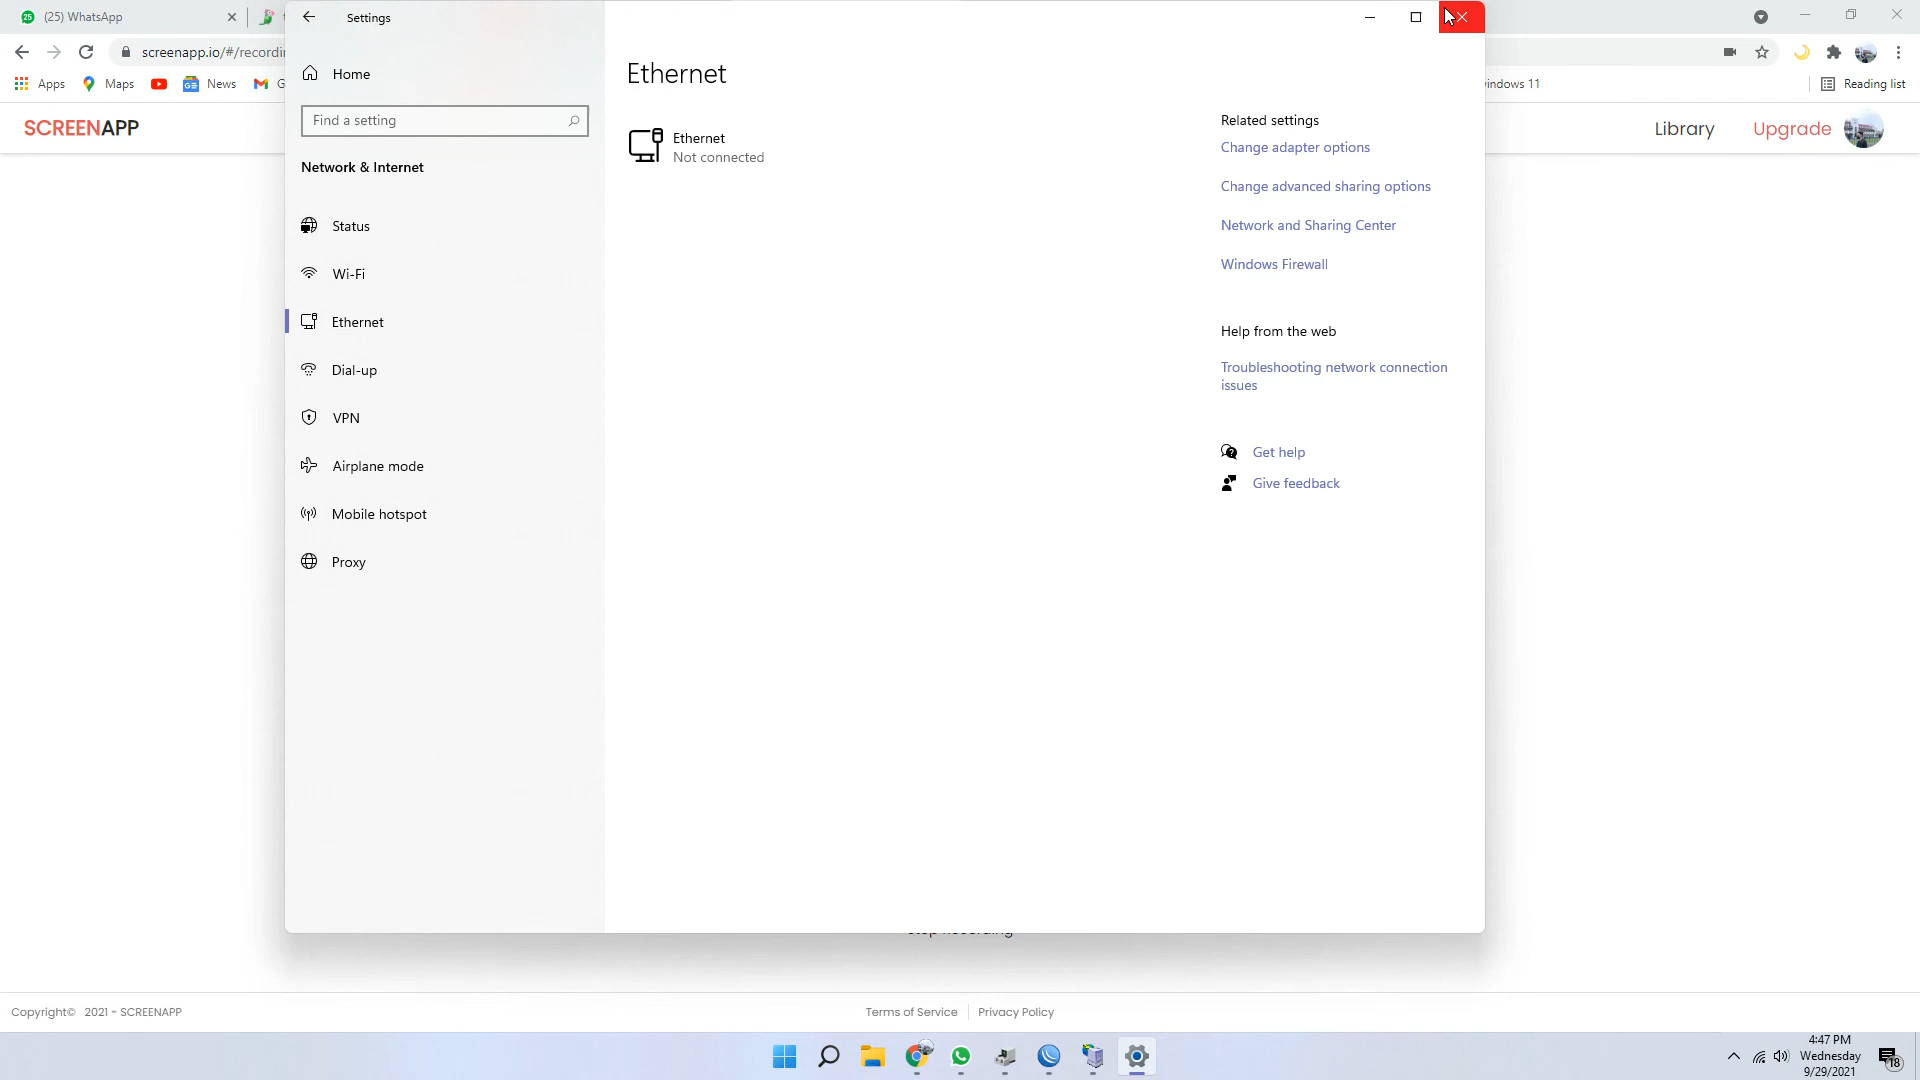 (25) WhatsApp
Settings
screenapp.io/#/recordi
Apps
Maps
News
G
indows 11
Reading list
SCREENAPP
Library
Upgrade
Home
Find a setting
Network & Internet
Status
Wi-Fi
Ethernet
Dial-up
VPN
Airplane mode
Mobile hotspot
Proxy
Ethernet
Ethernet
Not connected
Related settings
Change adapter options
Change advanced sharing options
Network and Sharing Center
Windows Firewall
Help from the web
Troubleshooting network connection
issues
Get help
Give feedback
Stop Recording
Copyright© 2021 - SCREENAPP
Terms of Service
Privacy Policy
4:47 PM
Wednesday
9/29/2021
18